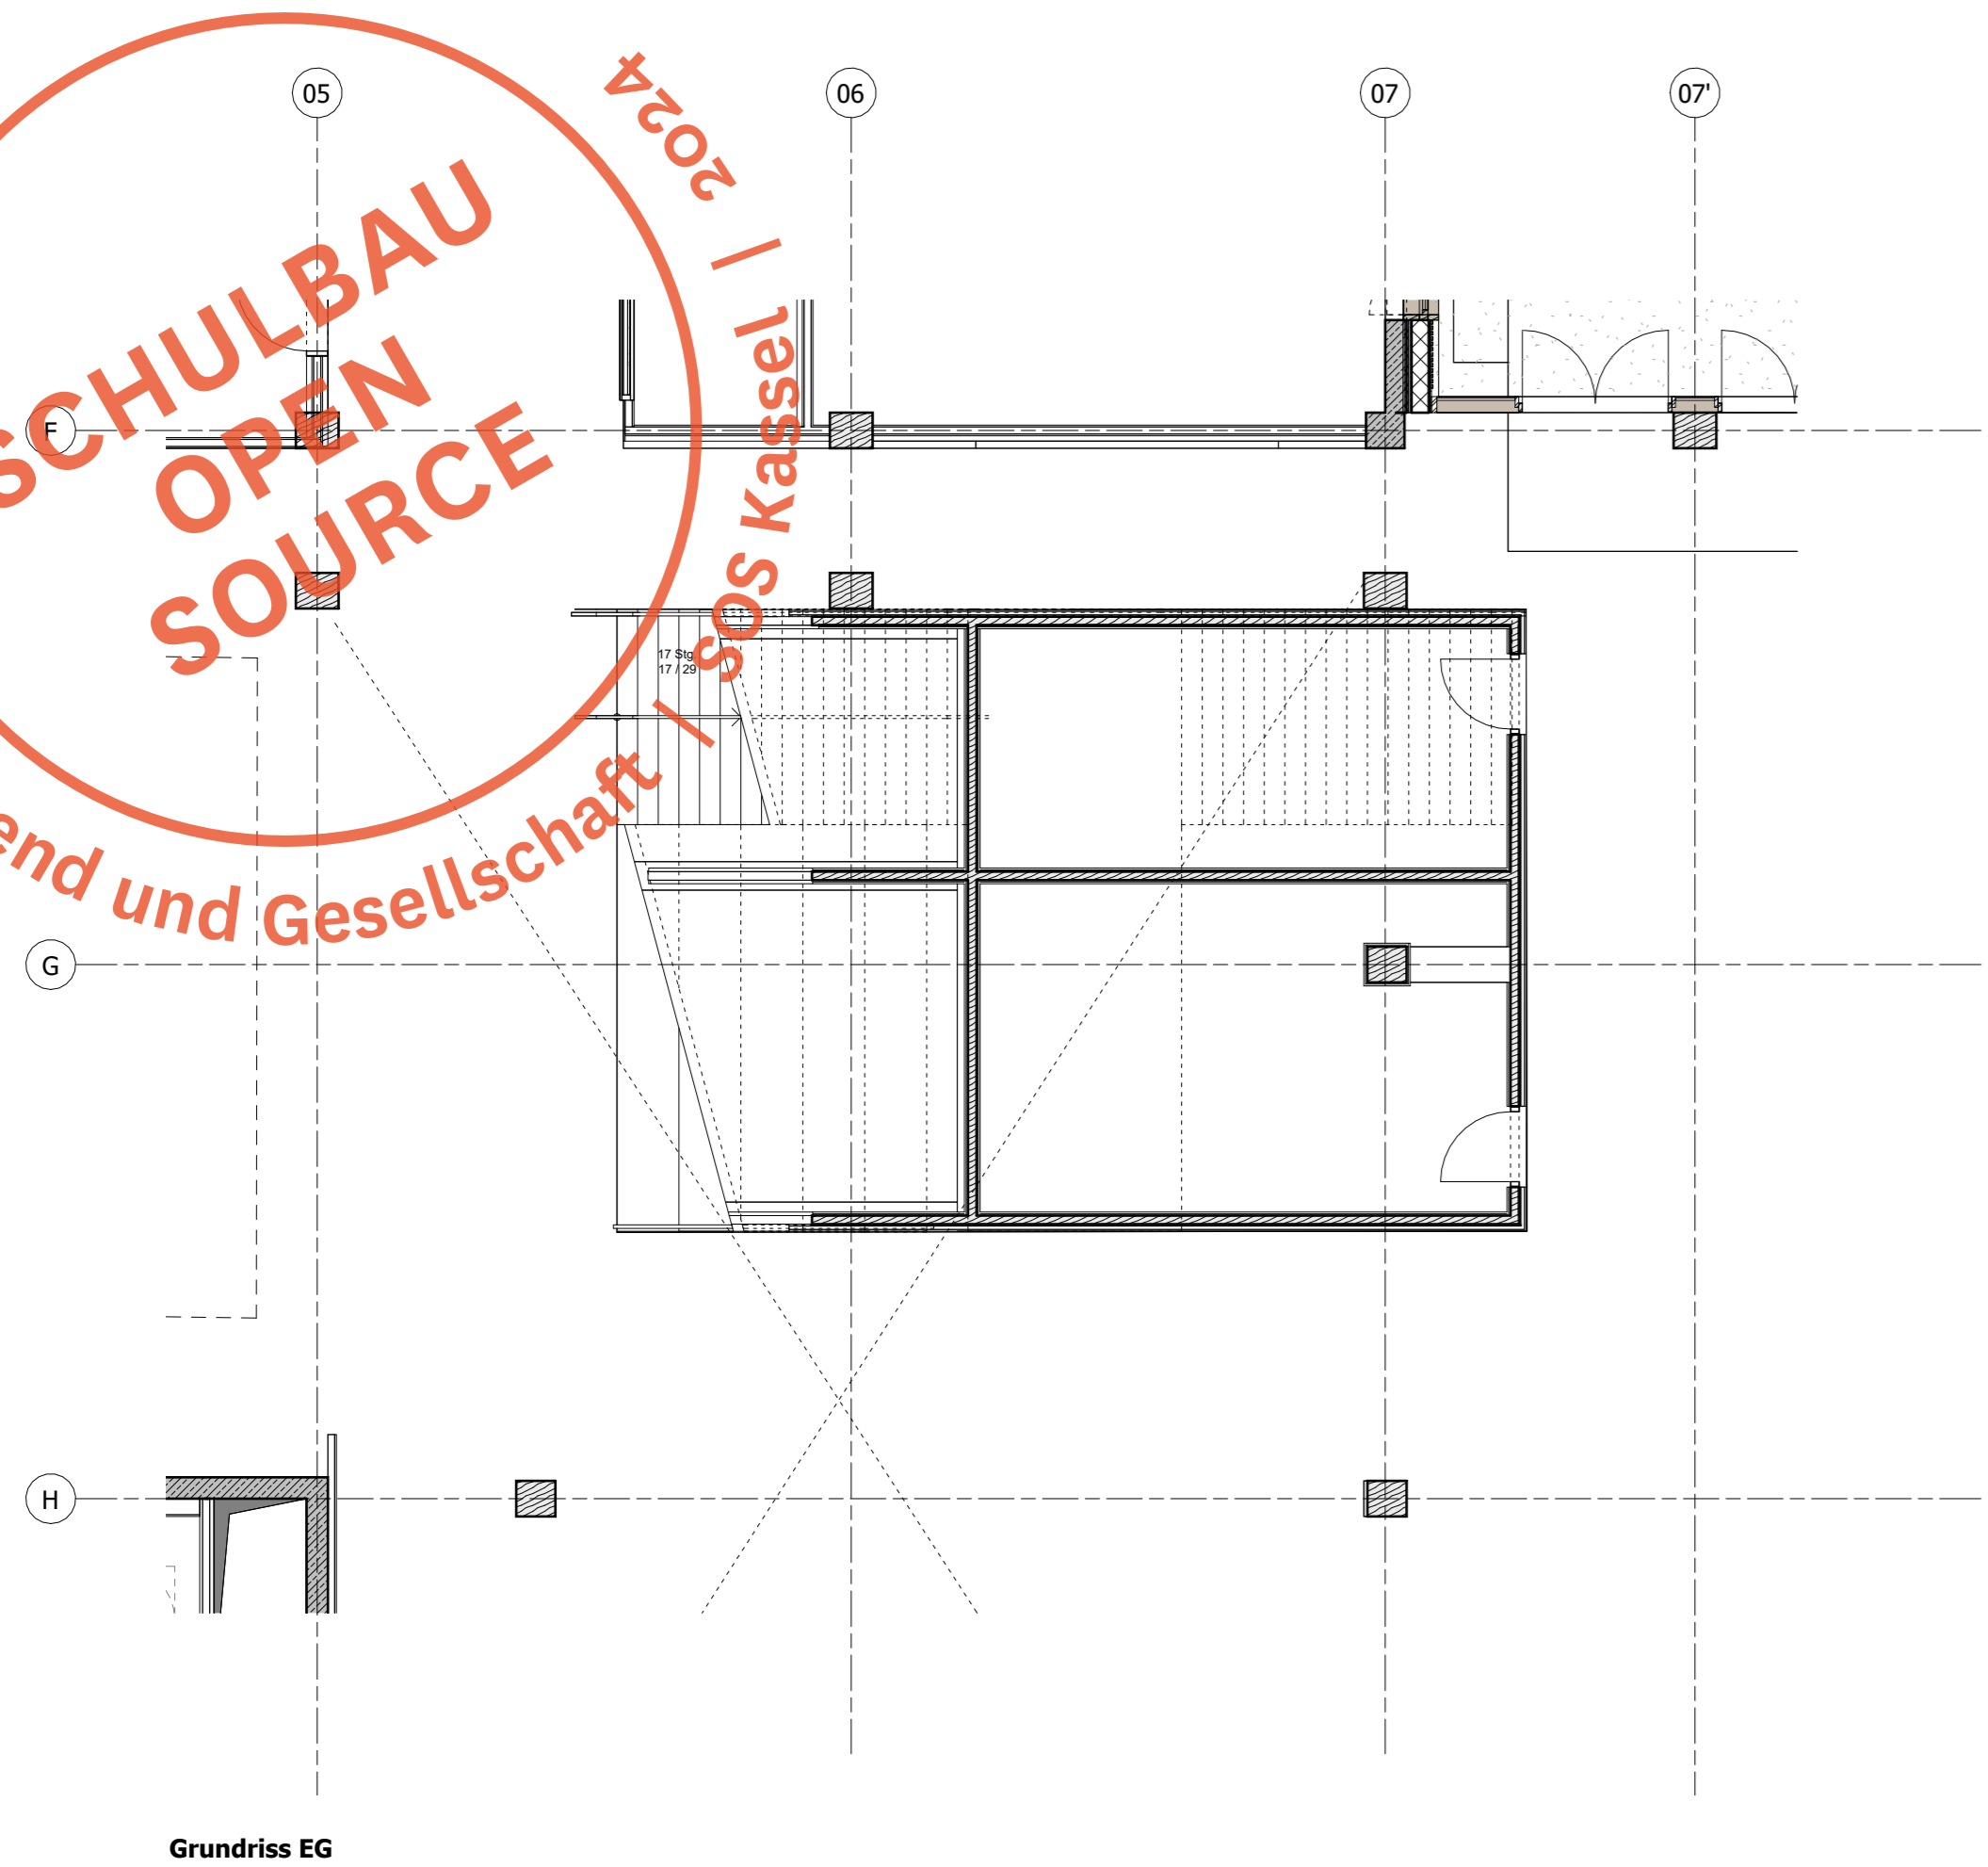 05
06
07
07'
F
G
H
SCHULBAU
OPEN
SOURCE
end und Gesellschaft | SOS Kassel | 2024
17 Stg
17 / 29
Grundriss EG